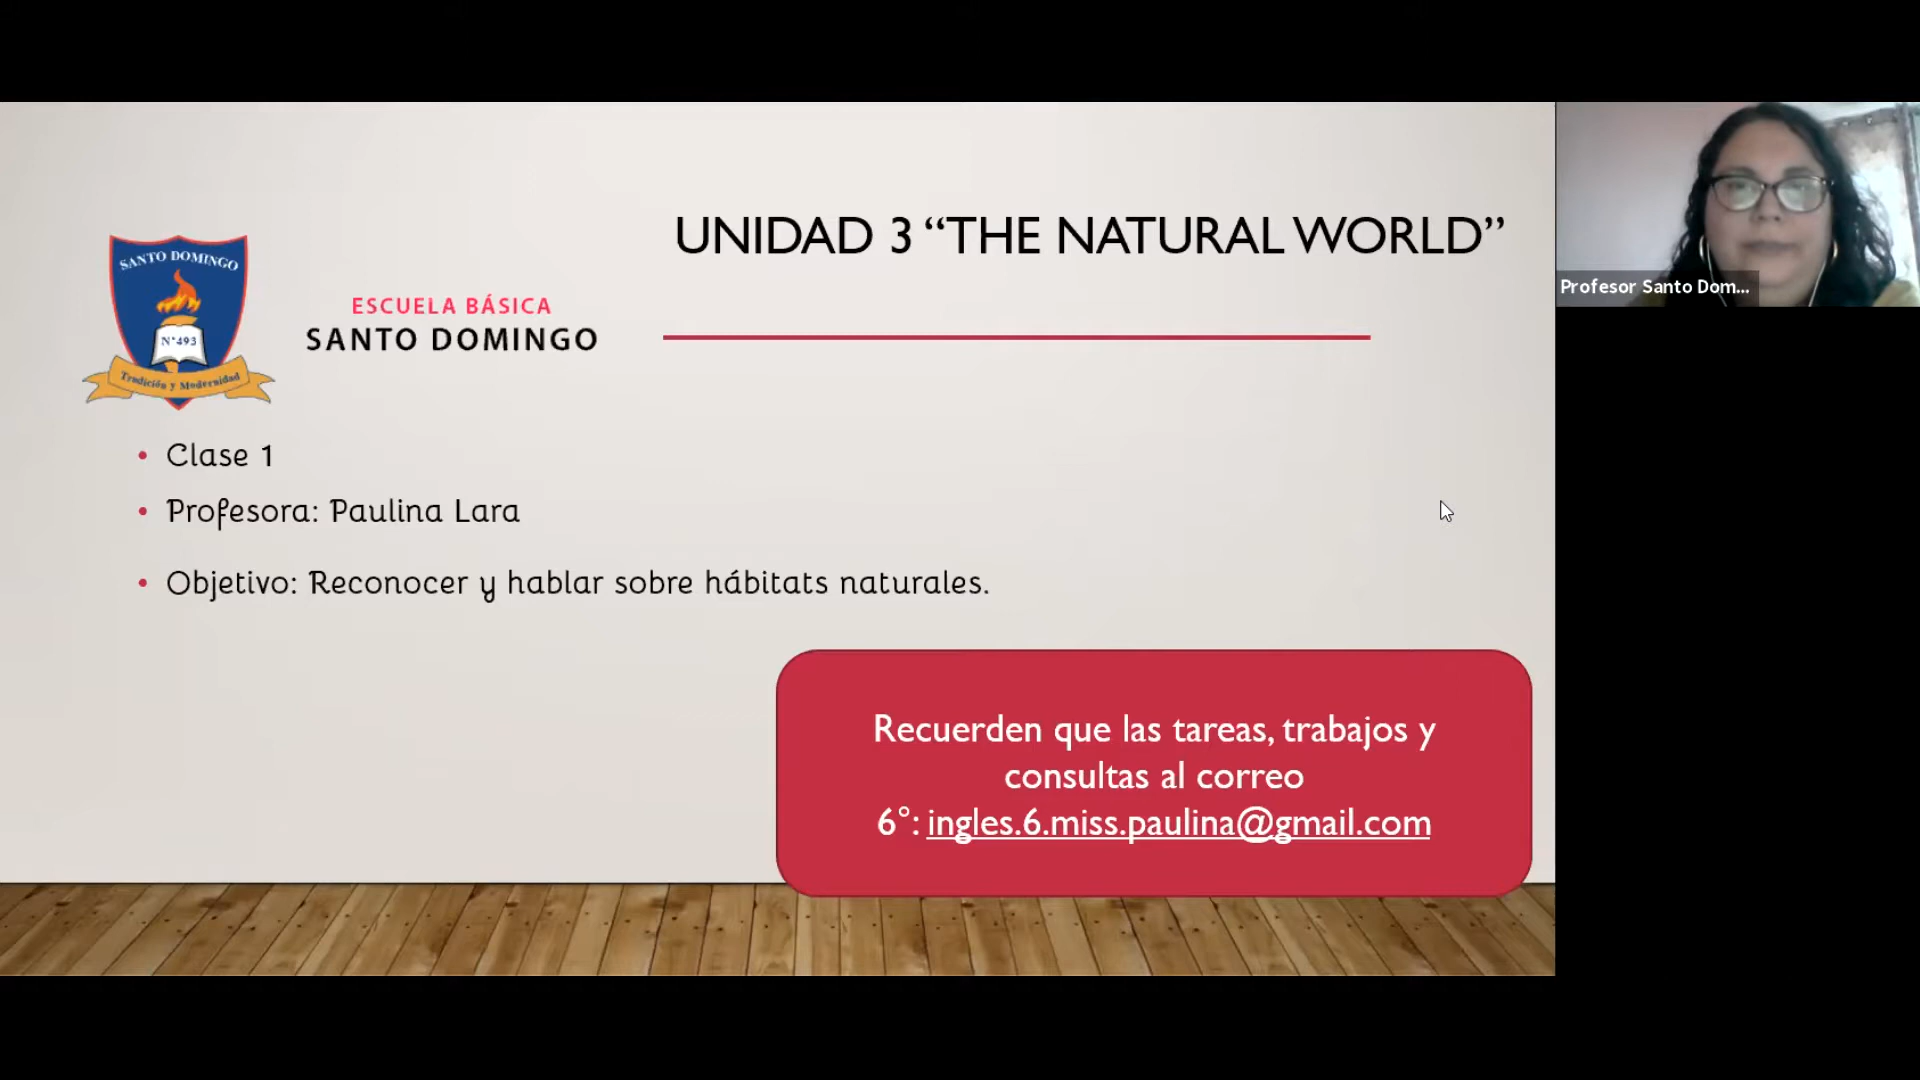 UNIDAD 3 “THE NATURAL WORLD”
SANTO DOMINGO
N°493
Tradición y Modernidad
ESCUELA BÁSICA
SANTO DOMINGO
• Clase 1
• Profesora: Paulina Lara
• Objetivo: Reconocer y hablar sobre hábitats naturales.
Recuerden que las tareas, trabajos y
consultas al correo
6°: ingles.6.miss.paulina@gmail.com
Profesor Santo Dom...